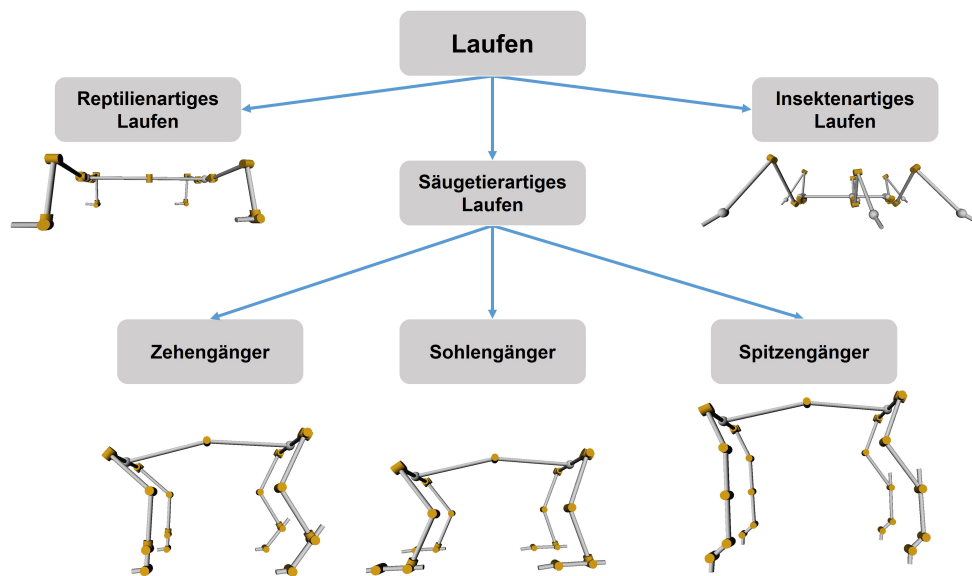 Laufen
Reptilienartiges
Laufen
Insektenartiges
Laufen
Säugetierartiges
Laufen
Zehengänger
Sohlengänger
Spitzengänger